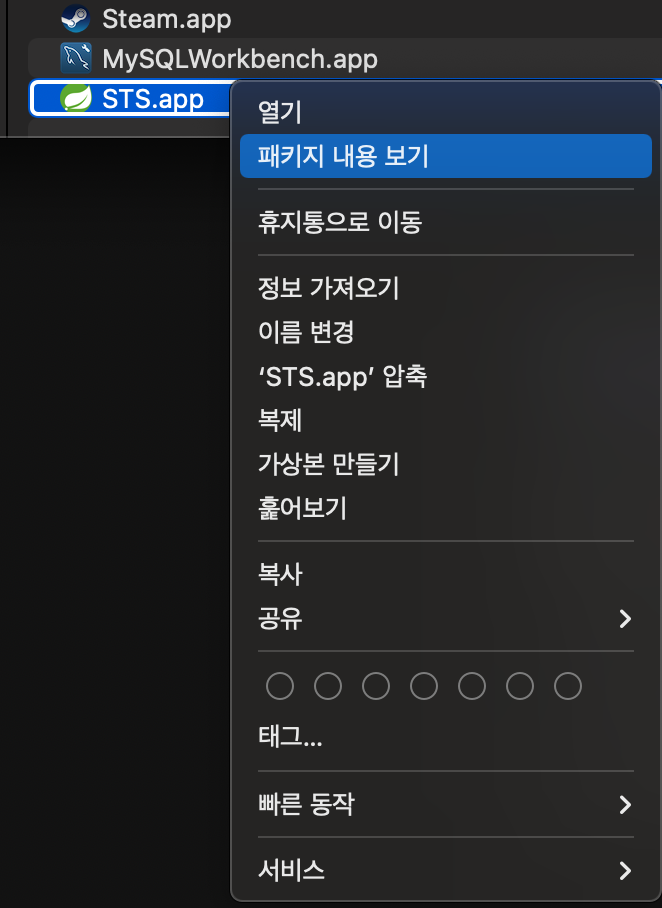 Steam.app
MySQLWorkbench.app
STS.app
열기
패키지 내용 보기
휴지통으로 이동
정보 가져오기
이름 변경
‘STS.app’ 압축
복제
가상본 만들기
훑어보기
복사
공유
태그...
빠른 동작
서비스